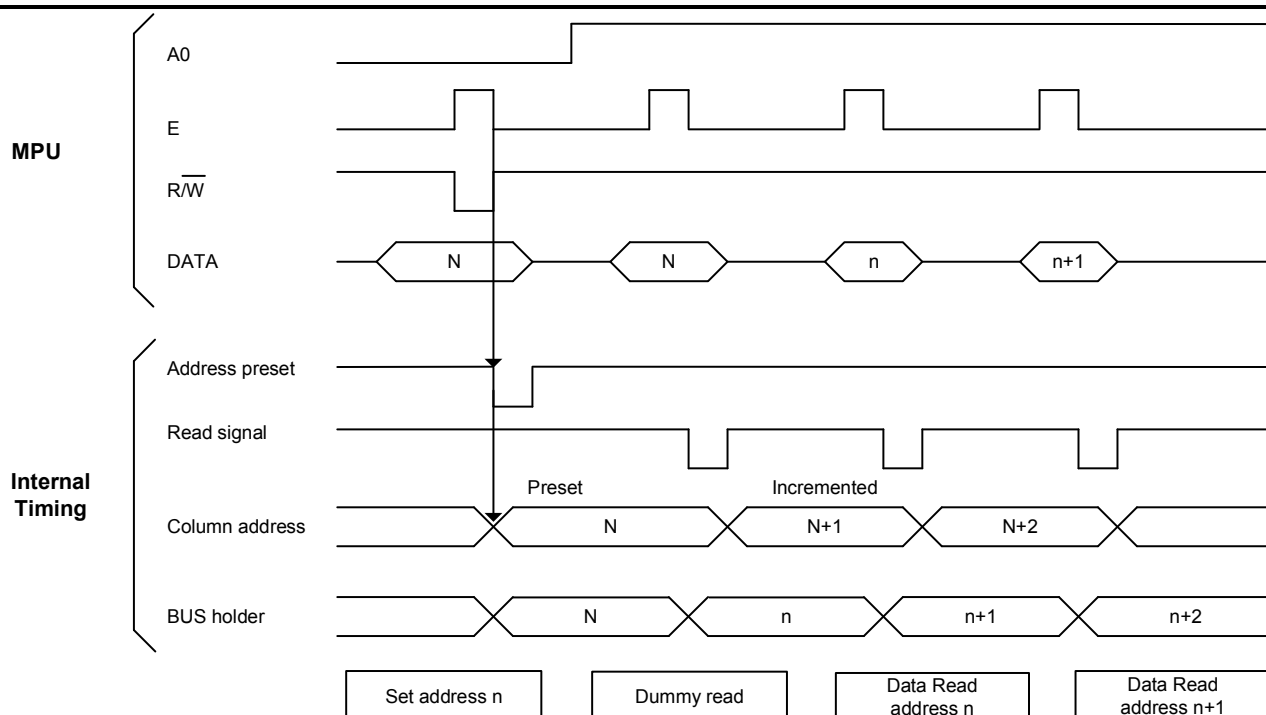 MPU
A0
E
R/W
DATA
N
N
n
n+1
Internal
Timing
Address preset
Read signal
Preset
Incremented
Column address
N
N+1
N+2
BUS holder
N
n
n+1
n+2
Set address n
Dummy read
Data Read
address n
Data Read
address n+1